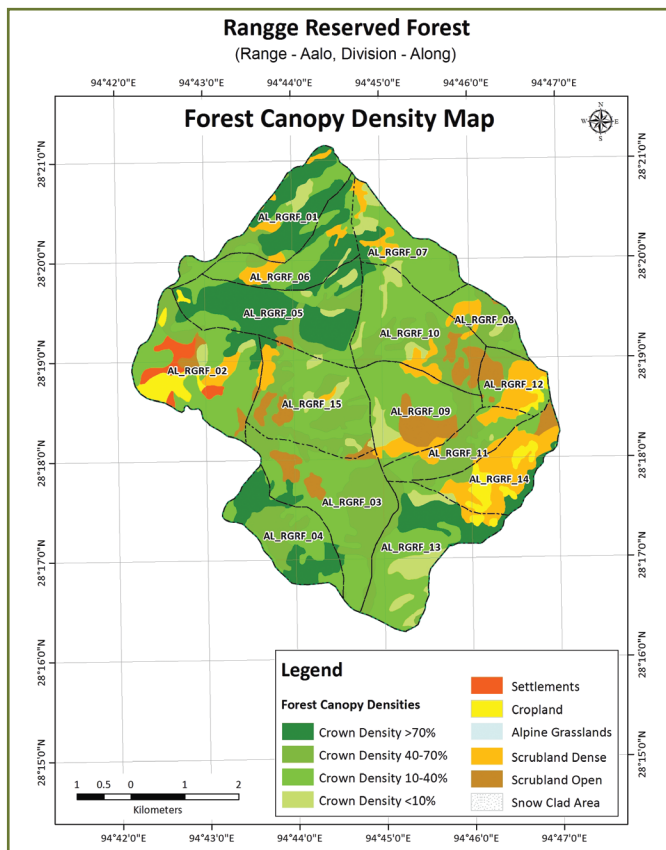 Rangge Reserved Forest
(Range - Aalo, Division - Along)
94°42'0"E 94°43'0"E 94°44'0"E 94°45'0"E 94°46'0"E 94°47'0"E
Forest Canopy Density Map
N
W E
S
28°21'0"N 28°21'0"N
AL_RGRF_01
AL_RGRF_07
28°20'0"N 28°20'0"N
AL_RGRF_06
AL_RGRF_05
AL_RGRF_08
AL_RGRF_10
28°19'0"N 28°19'0"N
AL_RGRF_02
AL_RGRF_12
AL_RGRF_15
AL_RGRF_09
AL_RGRF_11
28°18'0"N 28°18'0"N
AL_RGRF_14
AL_RGRF_03
AL_RGRF_04
AL_RGRF_13
28°17'0"N 28°17'0"N
28°16'0"N 28°16'0"N
28°15'0"N 28°15'0"N
Legend
Forest Canopy Densities
Crown Density >70%
Crown Density 40-70%
Crown Density 10-40%
Crown Density <10%
Settlements
Cropland
Alpine Grasslands
Scrubland Dense
Scrubland Open
Snow Clad Area
1 0.5 0 1 2
Kilometers
94°42'0"E 94°43'0"E 94°44'0"E 94°45'0"E 94°46'0"E 94°47'0"E